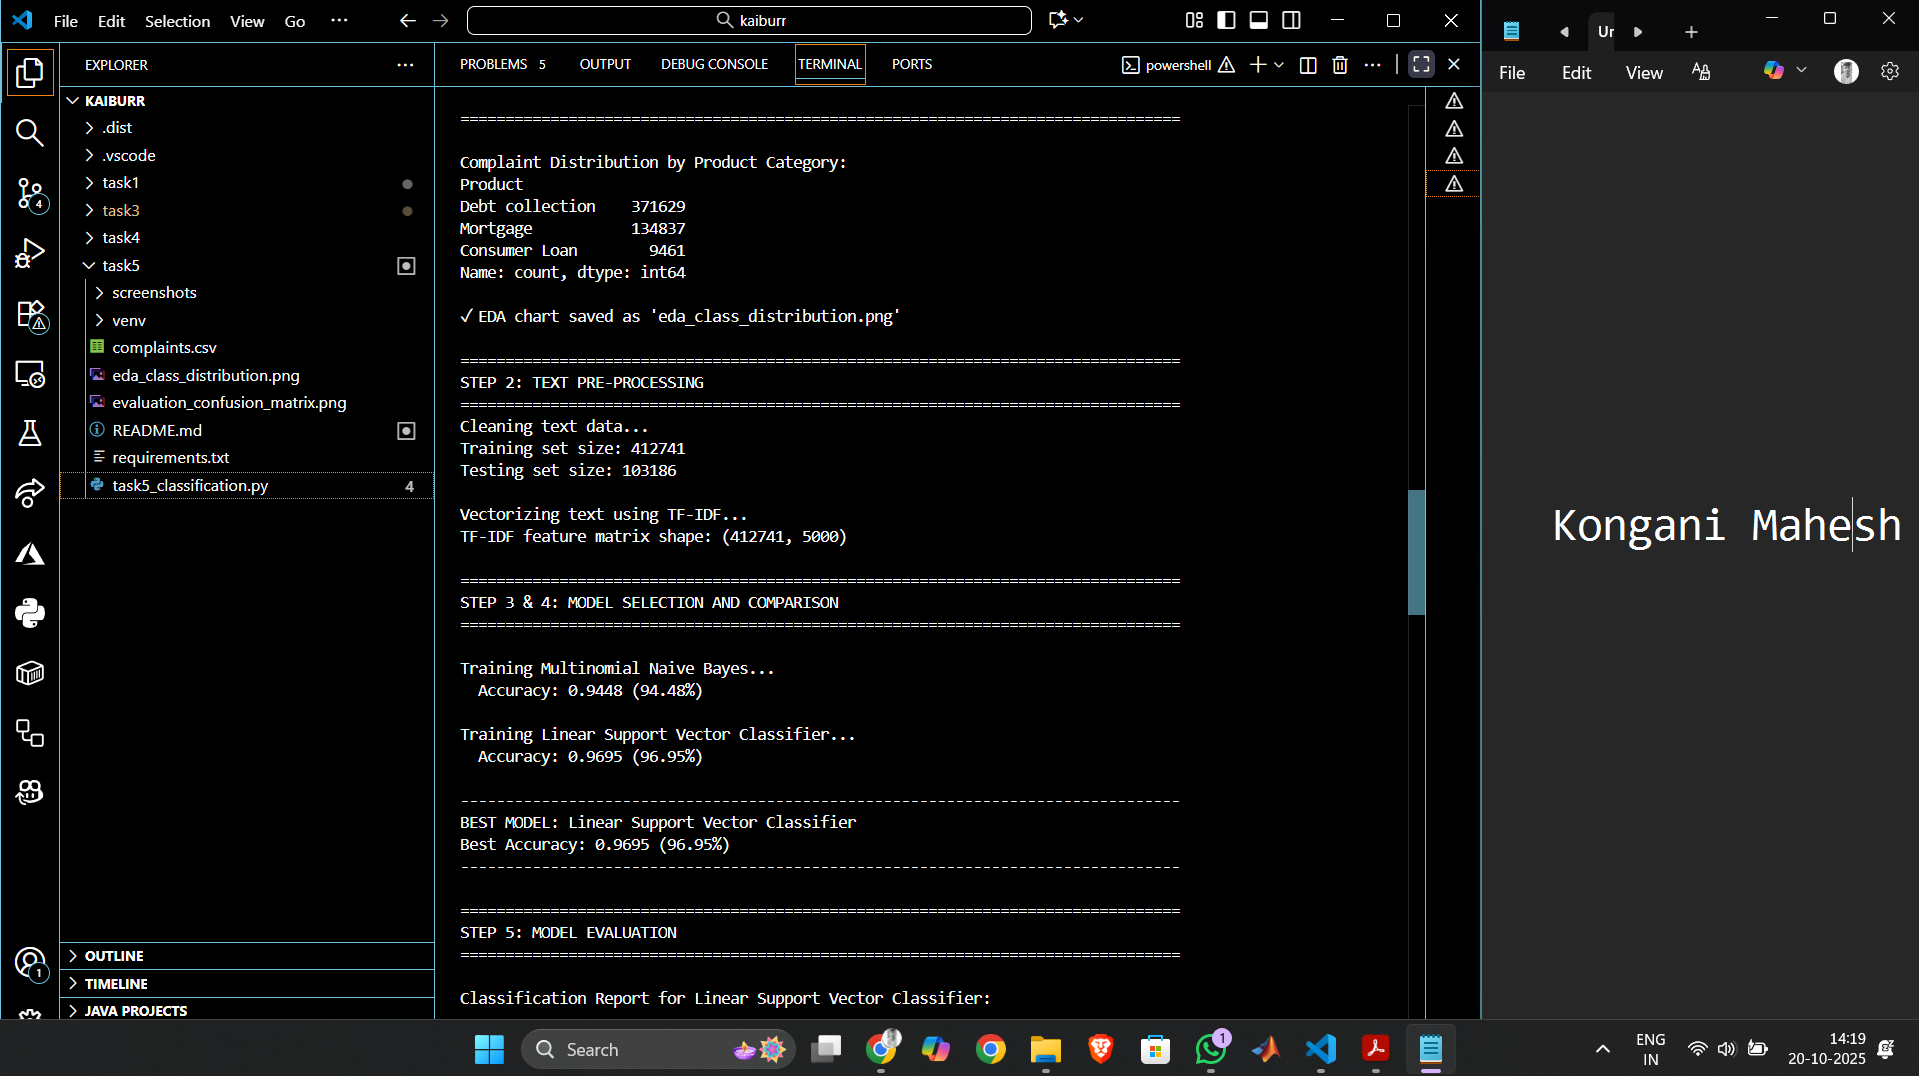 File Edit Selection View Go ··· kaiburr
EXPLORER ···
KAIBURR
.dist
.vscode
task1
task3
task4
task5
screenshots
venv
complaints.csv
eda_class_distribution.png
evaluation_confusion_matrix.png
README.md
requirements.txt
task5_classification.py 4
OUTLINE
TIMELINE
JAVA PROJECTS
4
1
PROBLEMS 5 OUTPUT DEBUG CONSOLE TERMINAL PORTS powershell ···
================================================================================
Complaint Distribution by Product Category:
Product
Debt collection    371629
Mortgage           134837
Consumer Loan        9461
Name: count, dtype: int64
✓ EDA chart saved as 'eda_class_distribution.png'
================================================================================
STEP 2: TEXT PRE-PROCESSING
================================================================================
Cleaning text data...
Training set size: 412741
Testing set size: 103186
Vectorizing text using TF-IDF...
TF-IDF feature matrix shape: (412741, 5000)
================================================================================
STEP 3 & 4: MODEL SELECTION AND COMPARISON
================================================================================
Training Multinomial Naive Bayes...
  Accuracy: 0.9448 (94.48%)
Training Linear Support Vector Classifier...
  Accuracy: 0.9695 (96.95%)
--------------------------------------------------------------------------------
BEST MODEL: Linear Support Vector Classifier
Best Accuracy: 0.9695 (96.95%)
--------------------------------------------------------------------------------
================================================================================
STEP 5: MODEL EVALUATION
================================================================================
Classification Report for Linear Support Vector Classifier:
Ur
File Edit View
Kongani Mahesh
Search
1
ENG
IN
14:19
20-10-2025